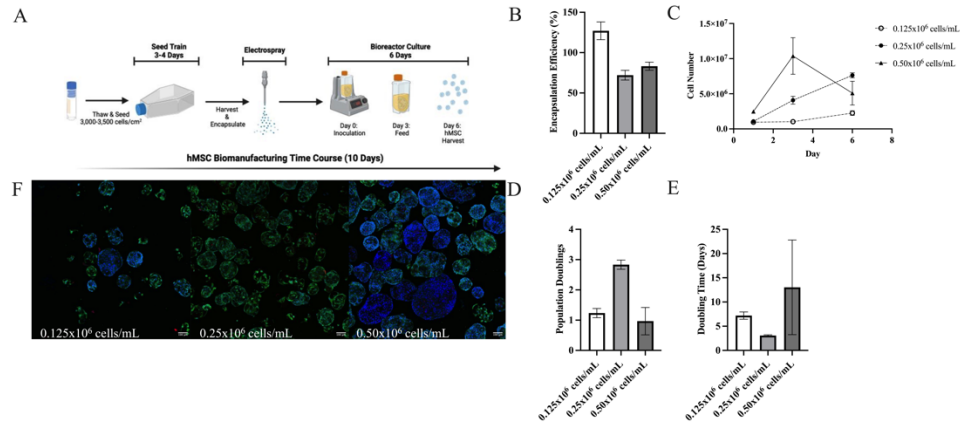 A
Seed Train
3-4 Days
Electrospray
Bioreactor Culture
6 Days
Thaw & Seed
3,000-3,500 cells/cm²
Harvest
&
Encapsulate
Day 0:
Inoculation
Day 3:
Feed
Day 6:
hMSC
Harvest
hMSC Biomanufacturing Time Course (10 Days)
B
Encapsulation Efficiency (%)
150
100
50
0
0.125x10⁶ cells/mL
0.25x10⁶ cells/mL
0.50x10⁶ cells/mL
C
Cell Number
1.5×10⁷
1.0×10⁷
5.0×10⁶
0
0 2 4 6 8
Day
0.125x10⁶ cells/mL
0.25x10⁶ cells/mL
0.50x10⁶ cells/mL
F
0.125x10⁶ cells/mL
0.25x10⁶ cells/mL
0.50x10⁶ cells/mL
D
Population Doublings
4
3
2
1
0
0.125x10⁶ cells/mL
0.25x10⁶ cells/mL
0.50x10⁶ cells/mL
E
Doubling Time (Days)
25
20
15
10
5
0
0.125x10⁶ cells/mL
0.25x10⁶ cells/mL
0.50x10⁶ cells/mL